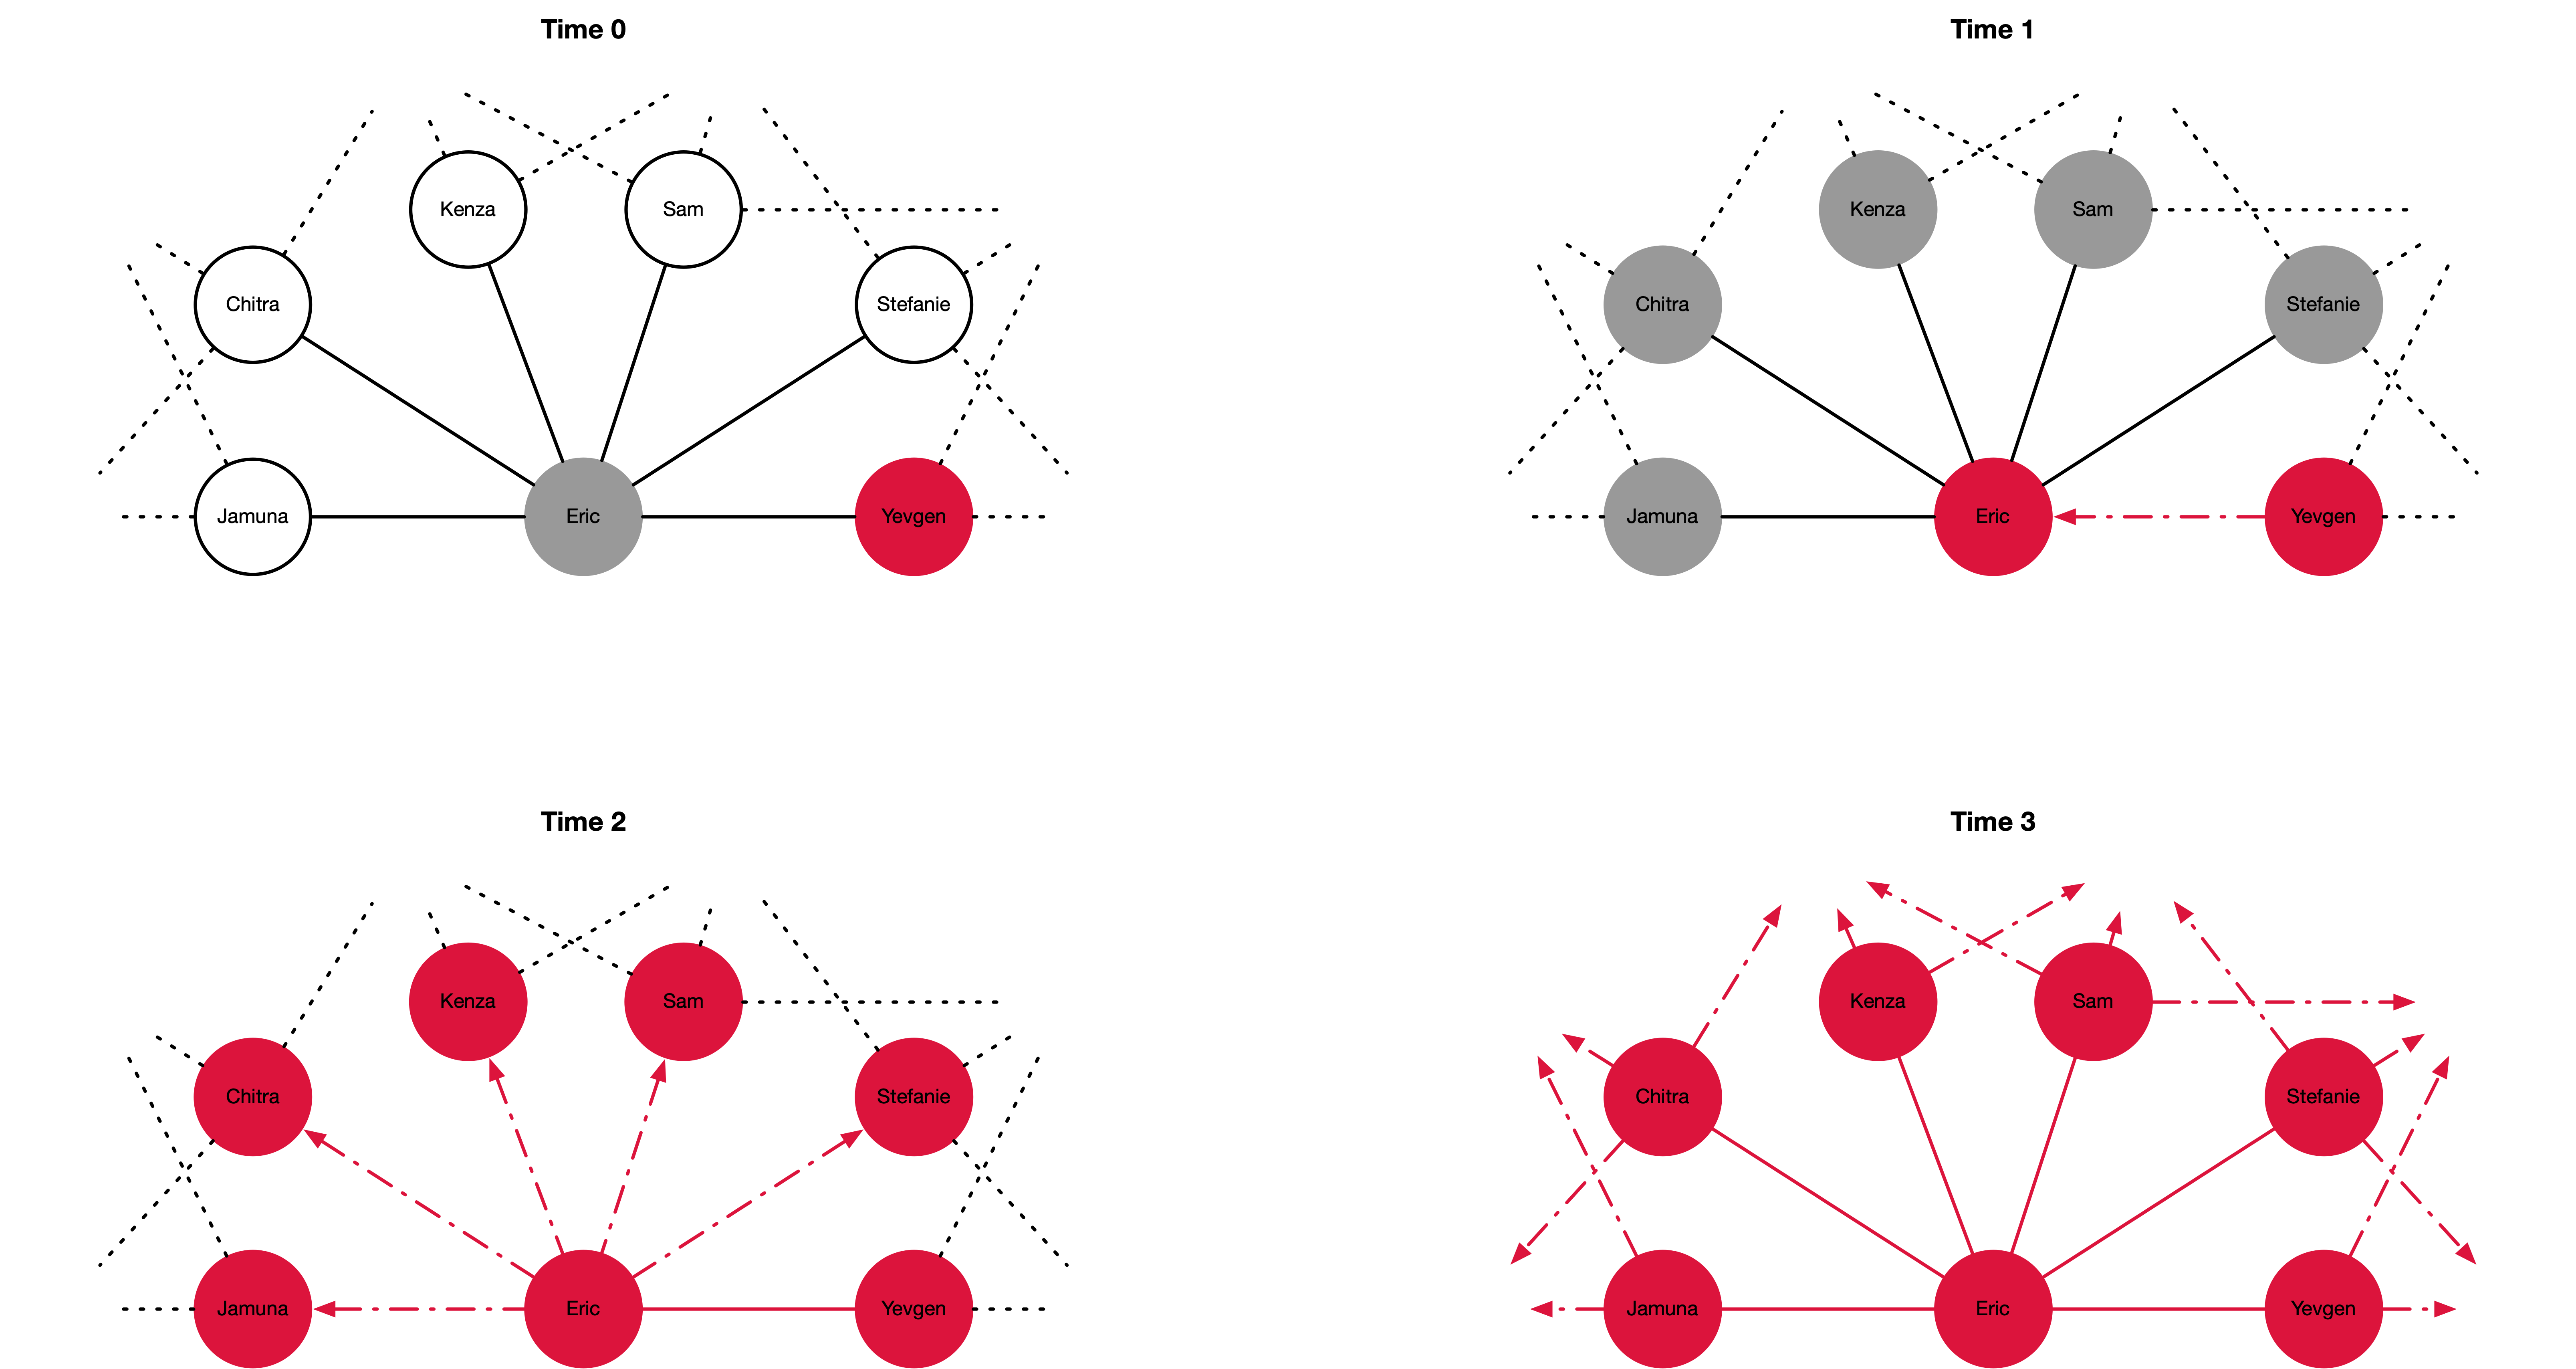 Time 0
Kenza
Sam
Chitra
Stefanie
Jamuna
Eric
Yevgen
Time 1
Kenza
Sam
Chitra
Stefanie
Jamuna
Eric
Yevgen
Time 2
Kenza
Sam
Chitra
Stefanie
Jamuna
Eric
Yevgen
Time 3
Kenza
Sam
Chitra
Stefanie
Jamuna
Eric
Yevgen